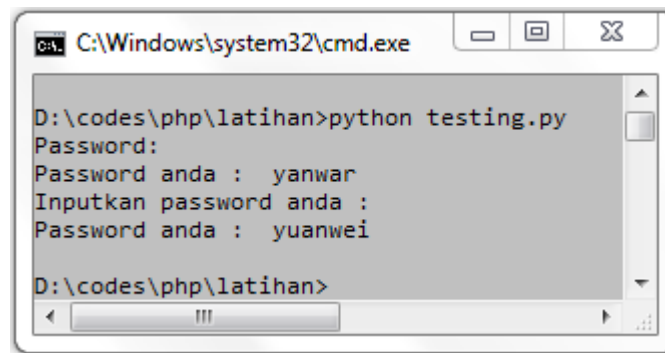 C:\Windows\system32\cmd.exe
D:\codes\php\latihan>python testing.py
Password:
Password anda :  yanwar
Inputkan password anda :
Password anda :  yuanwei
D:\codes\php\latihan>